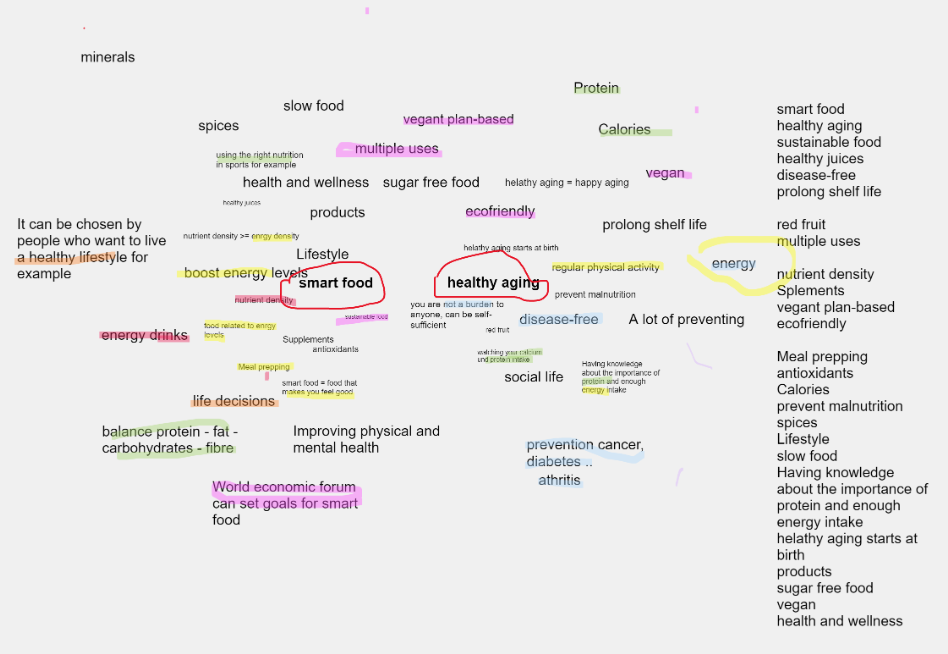 minerals
Protein
slow food
spices
vegant plan-based
Calories
multiple uses
using the right nutrition
in sports for example
vegan
health and wellness
sugar free food
helathy aging = happy aging
healthy juices
products
ecofriendly
It can be chosen by
people who want to live
a healthy lifestyle for
example
prolong shelf life
nutrient density >= enrgy density
Lifestyle
helathy aging starts at birth
boost energy levels
smart food
healthy aging
regular physical activity
energy
nutrient density
prevent malnutrition
you are not a burden to
anyone, can be self-
sufficient
sustainable food
disease-free
A lot of preventing
red fruit
energy drinks
food related to enrgy
levels
Supplements
antioxidants
watching your calcium
und protein intake
Meal prepping
social life
Having knowledge
about the importance of
protein and enough
energy intake
smart food = food that
makes you feel good
life decisions
balance protein - fat -
carbohydrates - fibre
Improving physical and
mental health
prevention cancer,
diabetes ..
athritis
World economic forum
can set goals for smart
food
smart food
healthy aging
sustainable food
healthy juices
disease-free
prolong shelf life
red fruit
multiple uses
nutrient density
Splements
vegant plan-based
ecofriendly
Meal prepping
antioxidants
Calories
prevent malnutrition
spices
Lifestyle
slow food
Having knowledge
about the importance of
protein and enough
energy intake
helathy aging starts at
birth
products
sugar free food
vegan
health and wellness